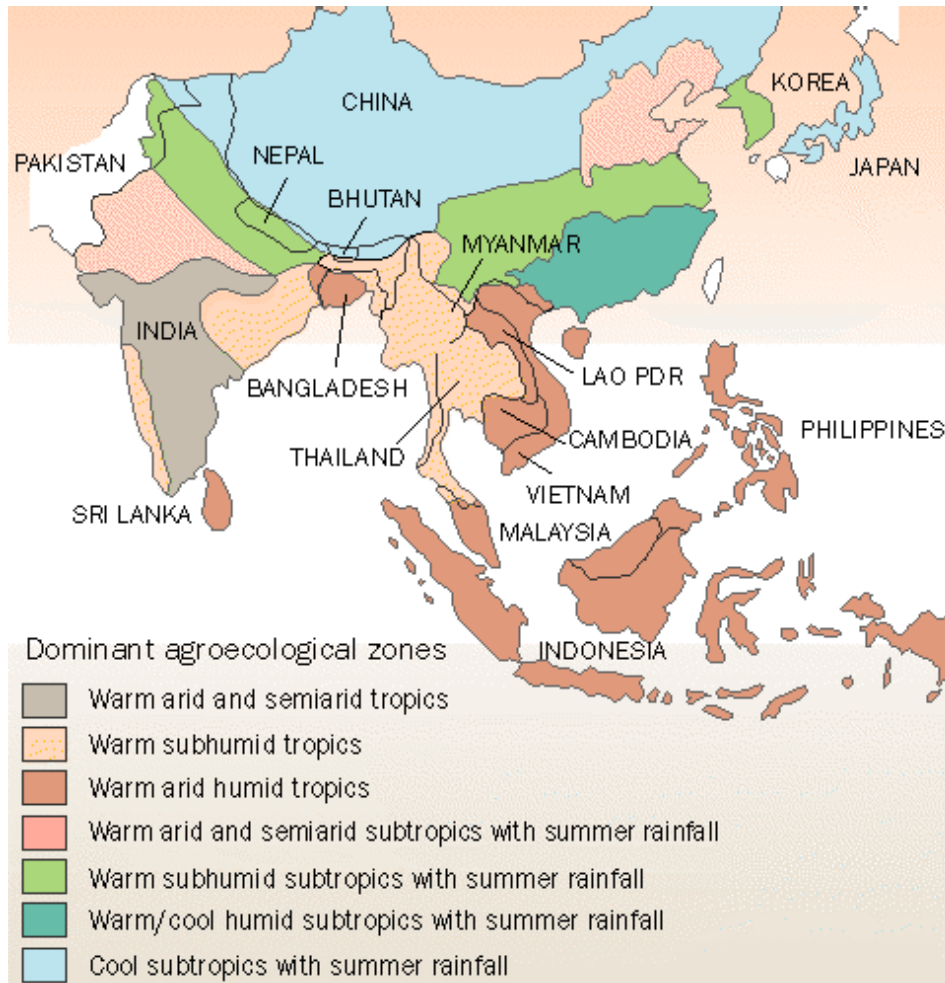 KOREA
CHINA
PAKISTAN
NEPAL
JAPAN
BHUTAN
MYANMAR
INDIA
LAO PDR
BANGLADESH
PHILIPPINES
CAMBODIA
THAILAND
VIETNAM
SRI LANKA
MALAYSIA
INDONESIA
Dominant agroecological zones
Warm arid and semiarid tropics
Warm subhumid tropics
Warm arid humid tropics
Warm arid and semiarid subtropics with summer rainfall
Warm subhumid subtropics with summer rainfall
Warm/cool humid subtropics with summer rainfall
Cool subtropics with summer rainfall